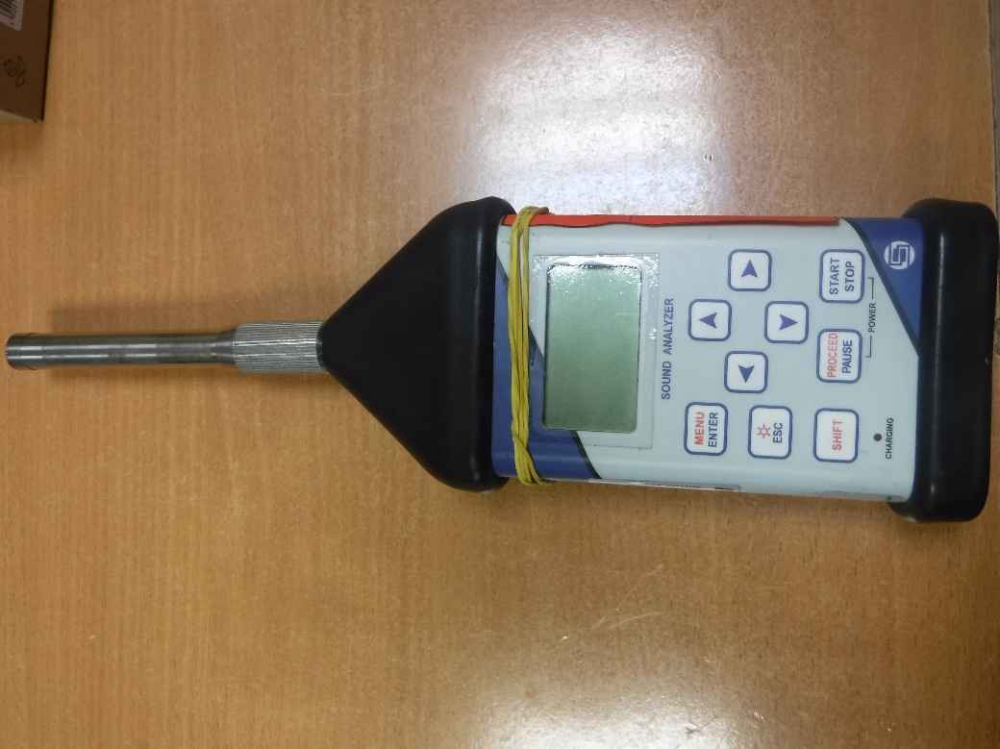 SOUND ANALYZER
MENU
ENTER
ESC
SHIFT
PROCEED
PAUSE
START
STOP
POWER
CHARGING